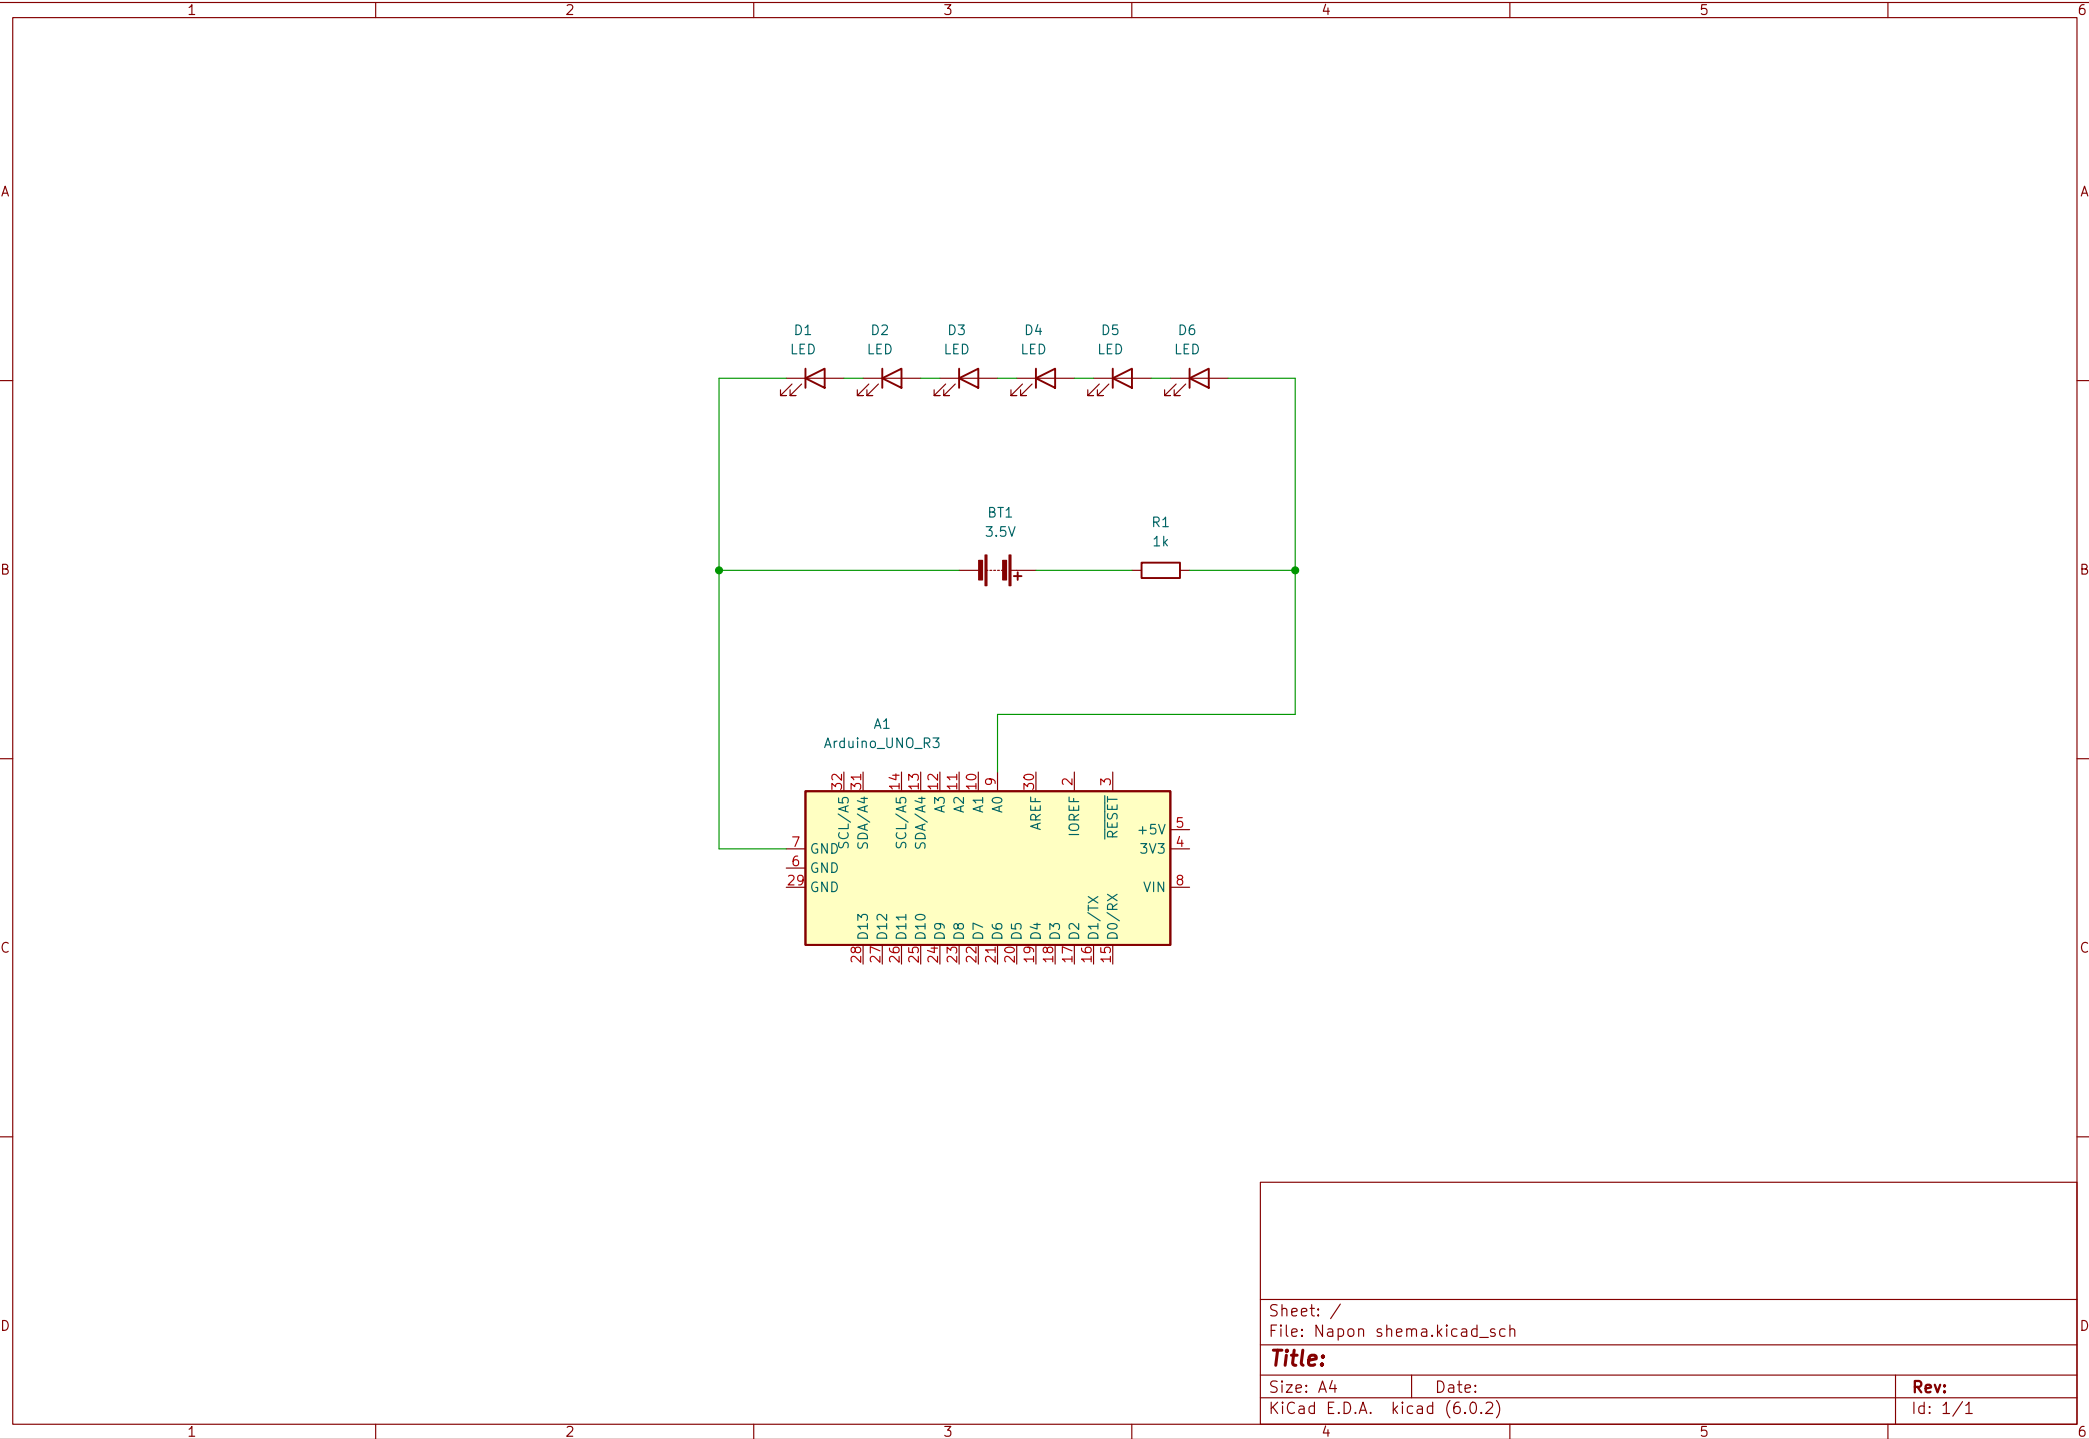 1 2 3 4 5 6
A A
D1 D2 D3 D4 D5 D6
LED LED LED LED LED LED
BT1
3.5V
R1
1k
B B
A1
Arduino_UNO_R3
32 31 14 13 12 11 10 9 30 2 3
SCL/A5 SDA/A4 SCL/A5 SDA/A4 A3 A2 A1 A0 AREF IOREF RESET
7 GND
6 GND
29 GND
+5V 5
3V3 4
VIN 8
D13 D12 D11 D10 D9 D8 D7 D6 D5 D4 D3 D2 D1/TX D0/RX
28 27 26 25 24 23 22 21 20 19 18 17 16 15
C C
Sheet: /
File: Napon shema.kicad_sch
D D
Title:
Size: A4 Date: Rev:
KiCad E.D.A. kicad (6.0.2) Id: 1/1
1 2 3 4 5 6